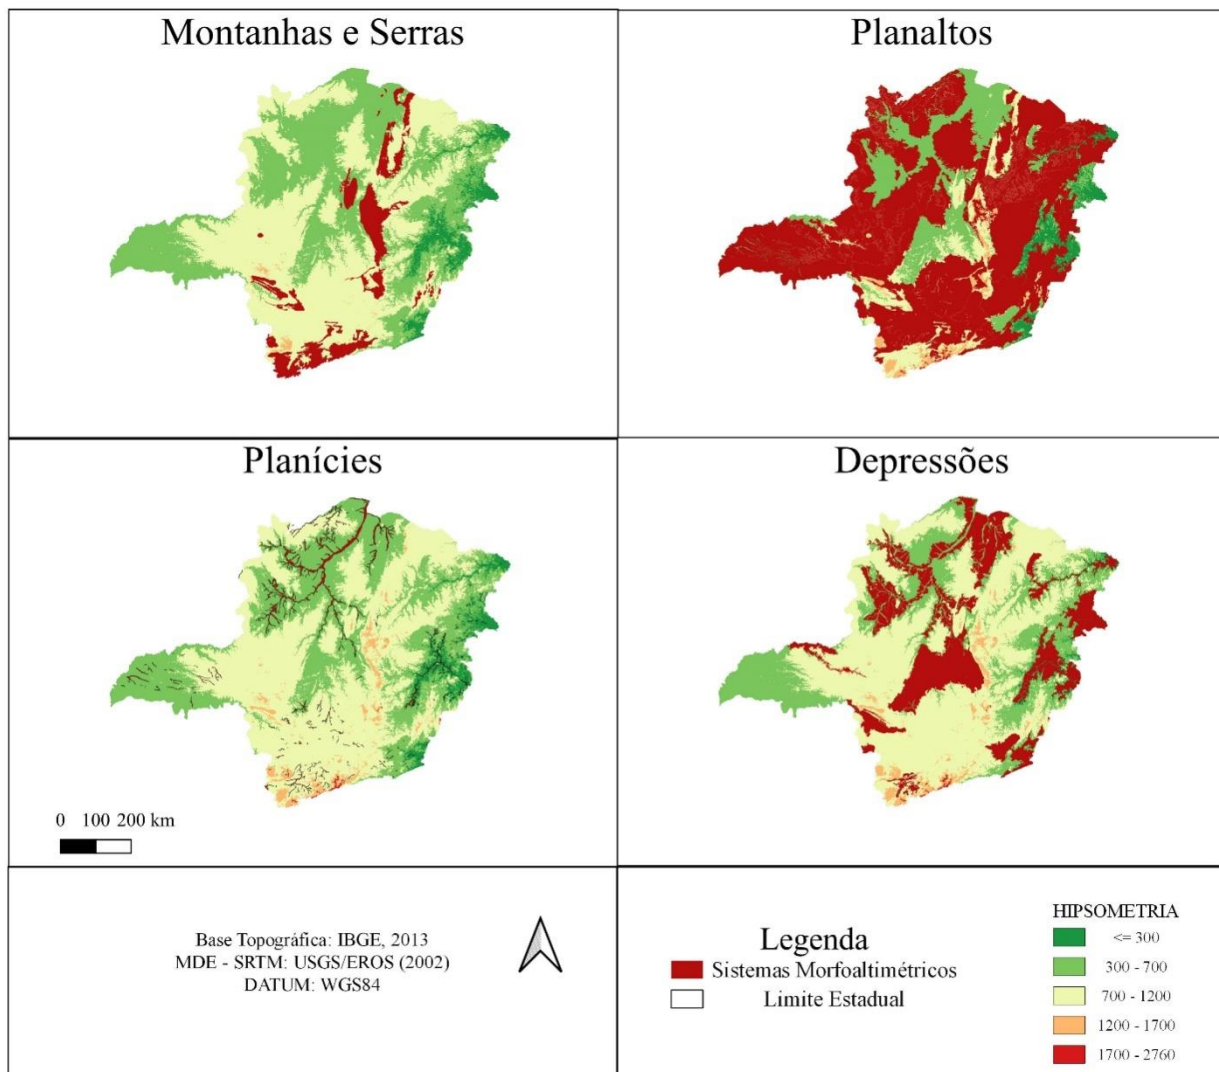 Montanhas e Serras
Planaltos
Planícies
Depressões
0 100 200 km
Base Topográfica: IBGE, 2013
MDE - SRTM: USGS/EROS (2002)
DATUM: WGS84
Legenda
Sistemas Morfoaltimétricos
Limite Estadual
HIPSOMETRIA
<= 300
300 - 700
700 - 1200
1200 - 1700
1700 - 2760